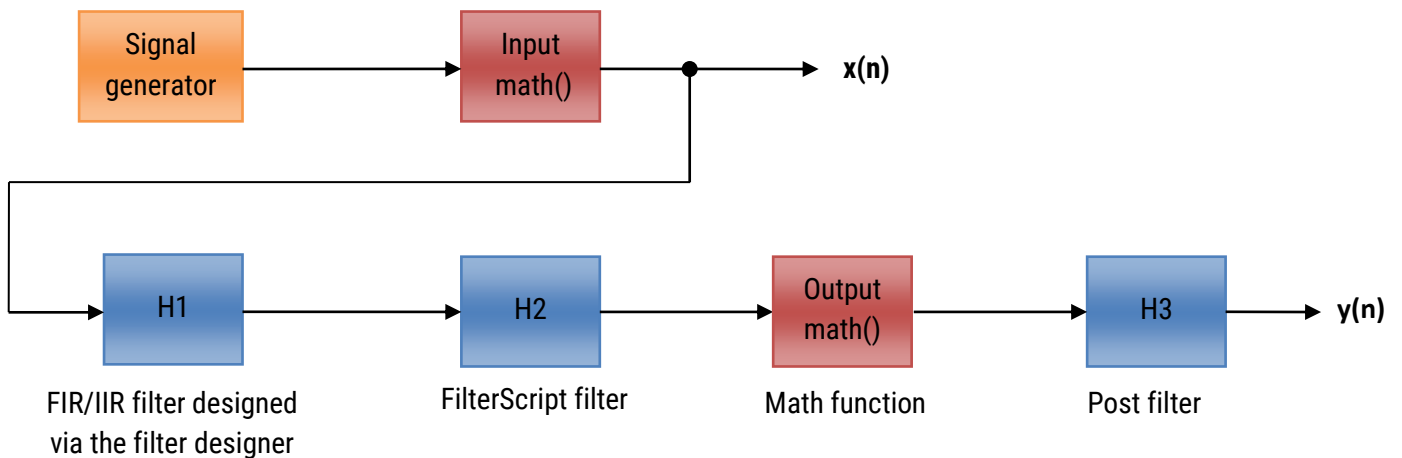 Signal
generator
Input
math()
x(n)
H1
H2
Output
math()
H3
y(n)
FIR/IIR filter designed
via the filter designer
FilterScript filter
Math function
Post filter